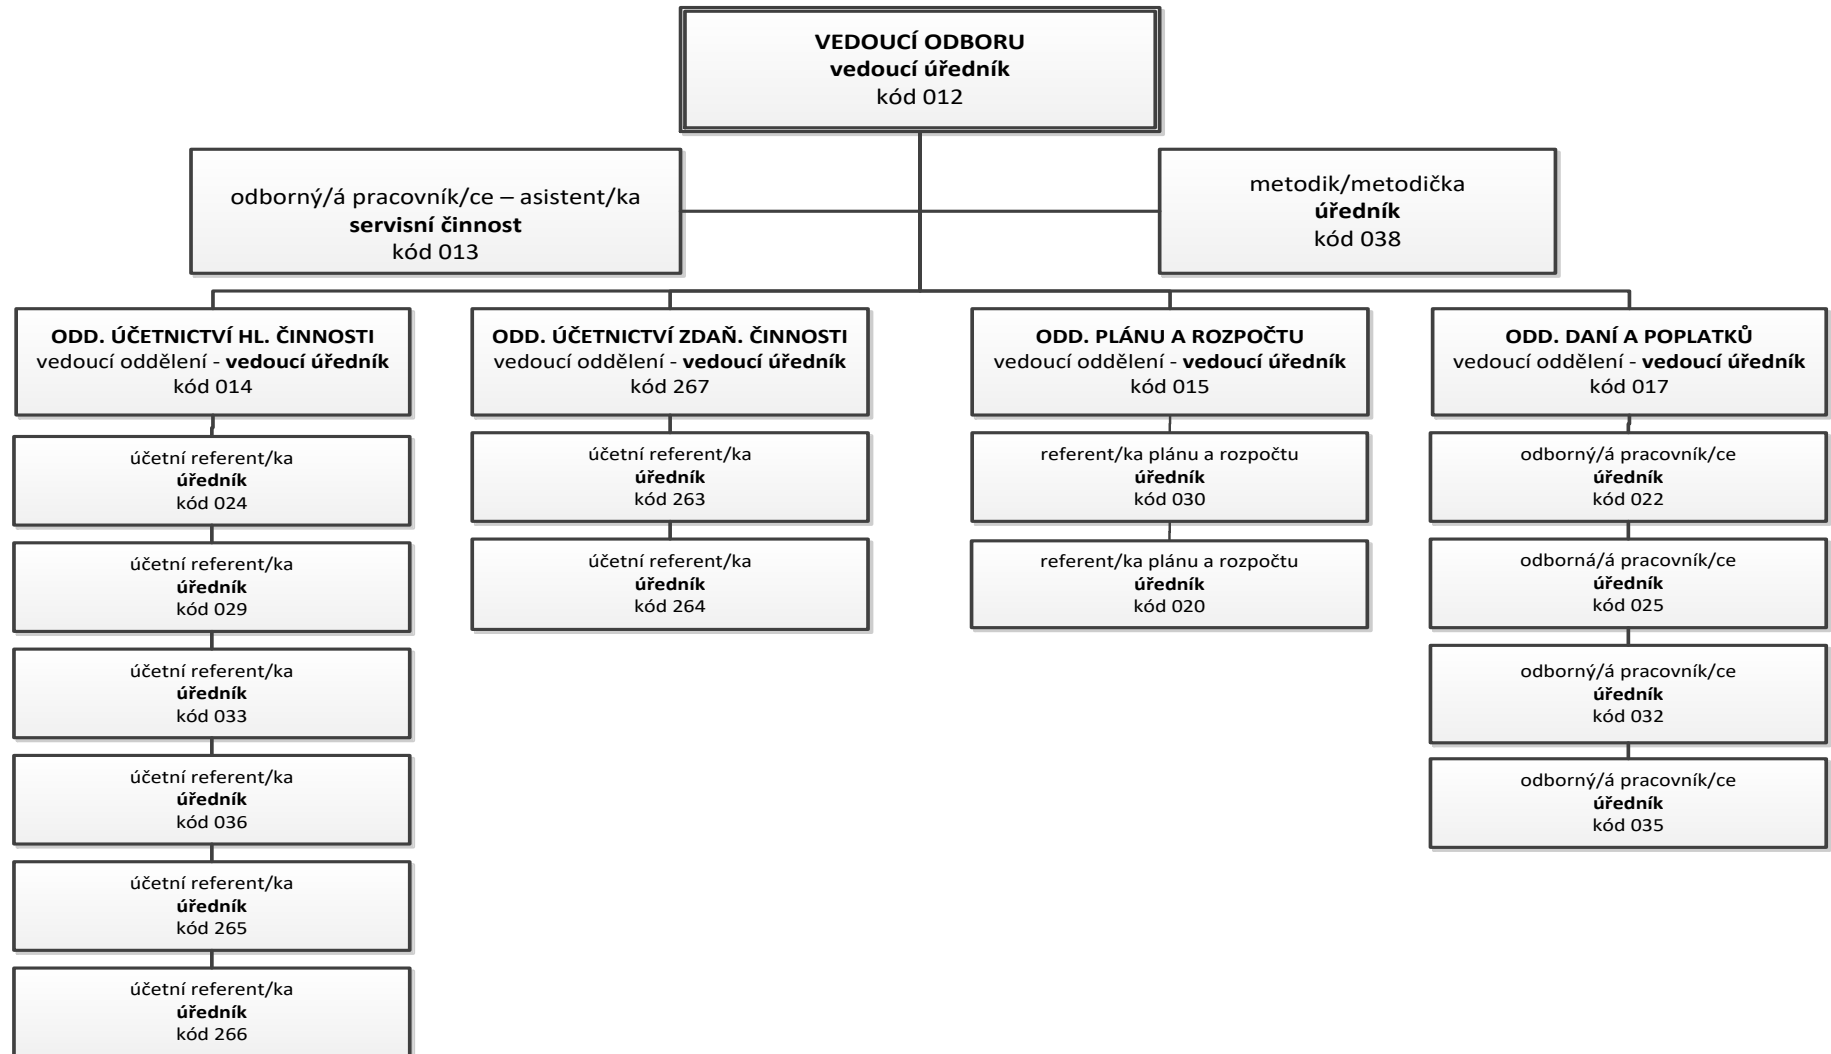 VEDOUCÍ ODBORU
vedoucí úředník
kód 012
odborný/á pracovník/ce – asistent/ka
servisní činnost
kód 013
metodik/metodička
úředník
kód 038
ODD. ÚČETNICTVÍ HL. ČINNOSTI
vedoucí oddělení - vedoucí úředník
kód 014
účetní referent/ka
úředník
kód 024
účetní referent/ka
úředník
kód 029
účetní referent/ka
úředník
kód 033
účetní referent/ka
úředník
kód 036
účetní referent/ka
úředník
kód 265
účetní referent/ka
úředník
kód 266
ODD. ÚČETNICTVÍ ZDAŇ. ČINNOSTI
vedoucí oddělení - vedoucí úředník
kód 267
účetní referent/ka
úředník
kód 263
účetní referent/ka
úředník
kód 264
ODD. PLÁNU A ROZPOČTU
vedoucí oddělení - vedoucí úředník
kód 015
referent/ka plánu a rozpočtu
úředník
kód 030
referent/ka plánu a rozpočtu
úředník
kód 020
ODD. DANÍ A POPLATKŮ
vedoucí oddělení - vedoucí úředník
kód 017
odborný/á pracovník/ce
úředník
kód 022
odborná/á pracovník/ce
úředník
kód 025
odborný/á pracovník/ce
úředník
kód 032
odborný/á pracovník/ce
úředník
kód 035